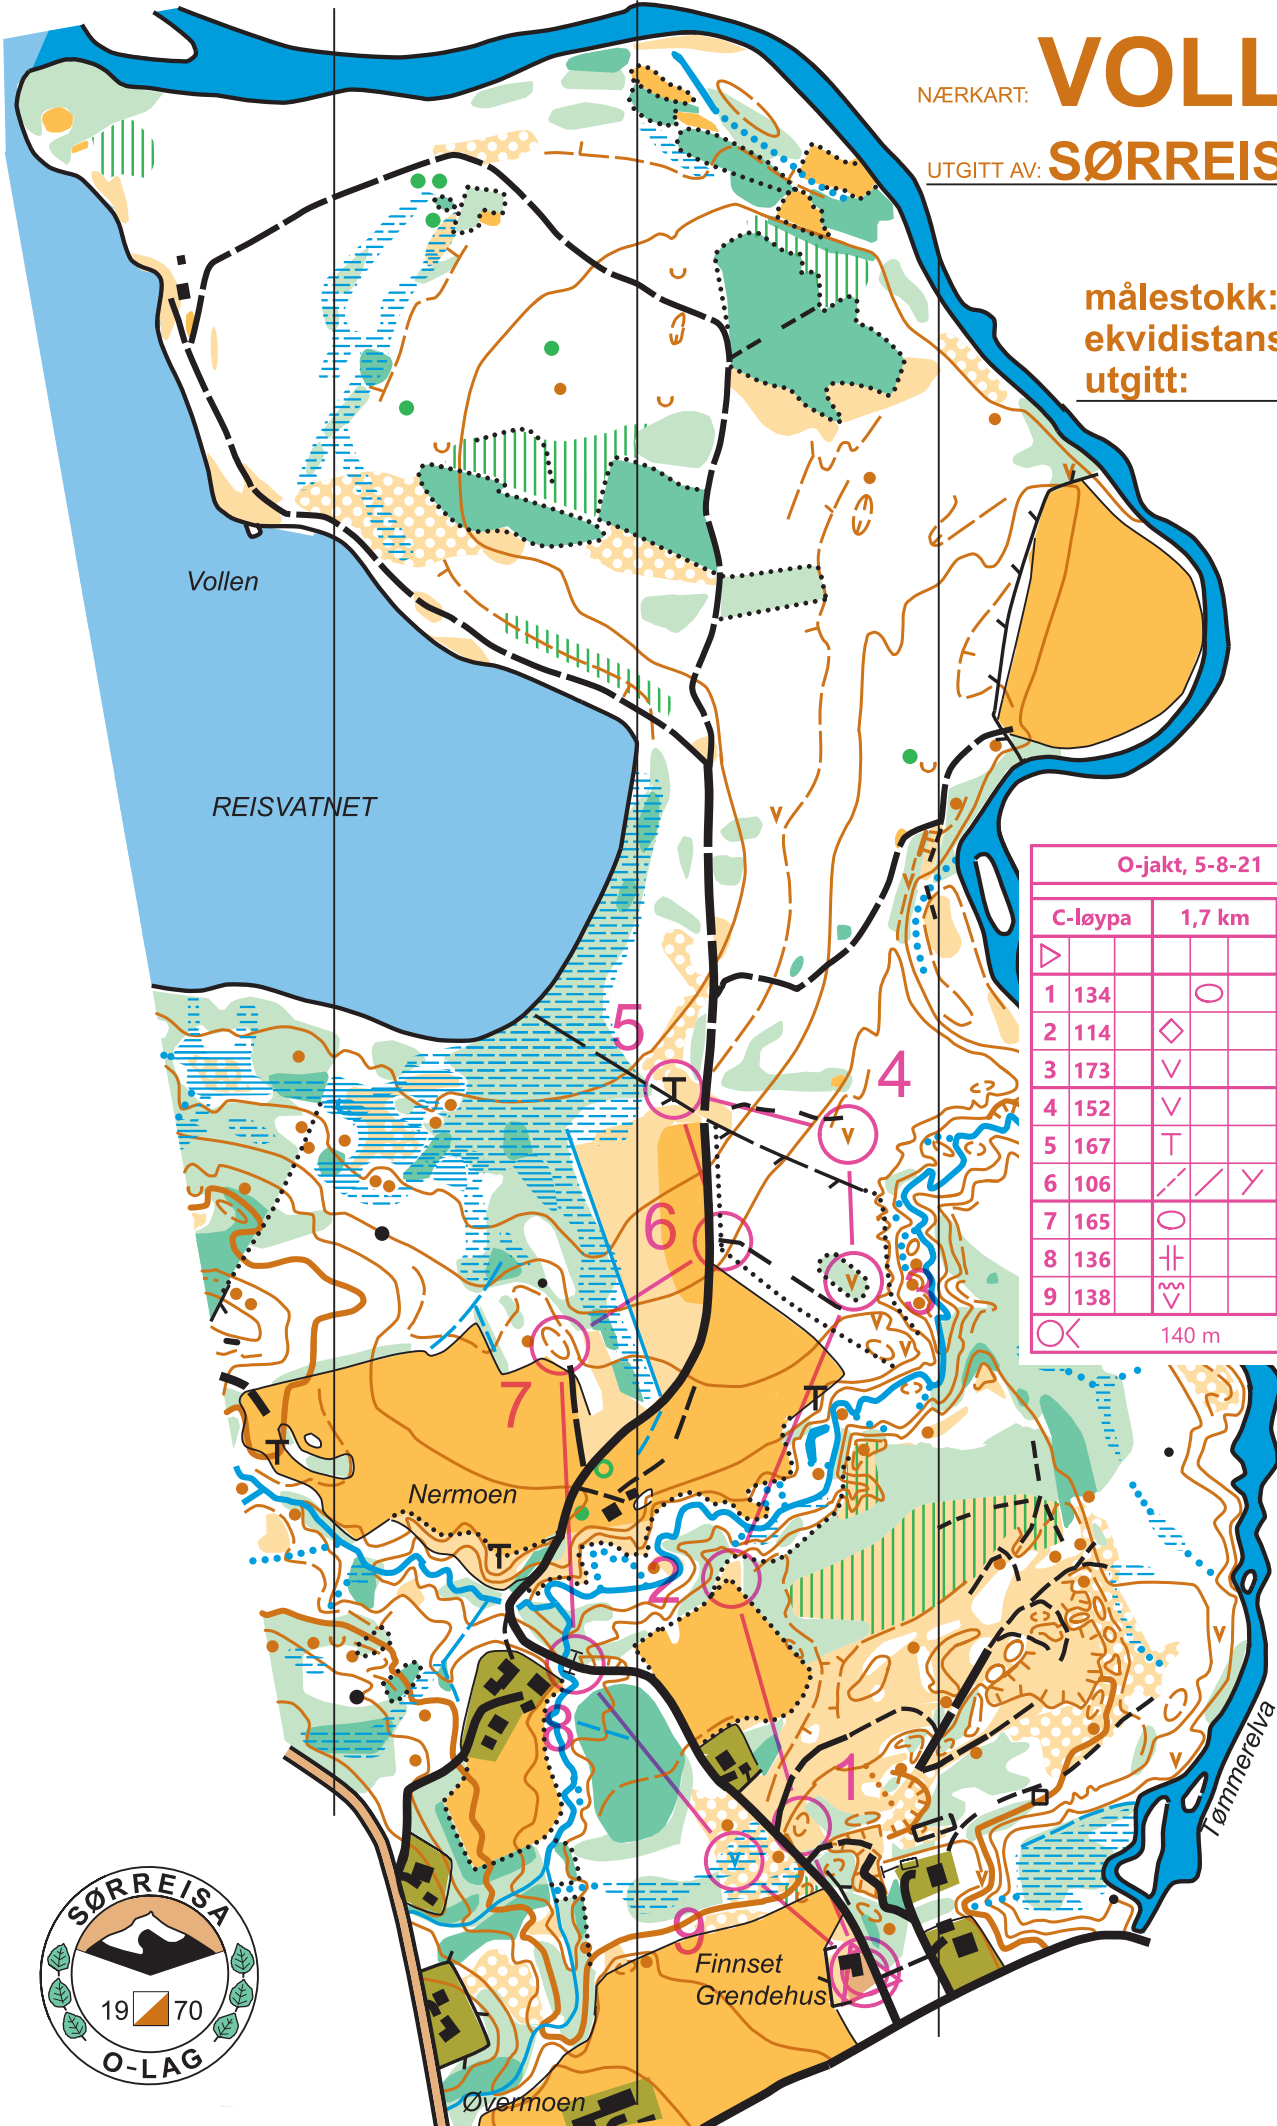 NÆRKART: VOLL
UTGITT AV: SØRREIS
målestokk:
ekvidistans
utgitt:
Vollen
REISVATNET
O-jakt, 5-8-21
C-løypa 1,7 km
1 134
2 114
3 173
4 152
5 167
6 106
7 165
8 136
9 138
140 m
5
4
6
3
7
Nermoen
2
8
1
Tømmerelva
9
Finnset
Grendehus
SØRREISA
19 70
O-LAG
Øvermoen